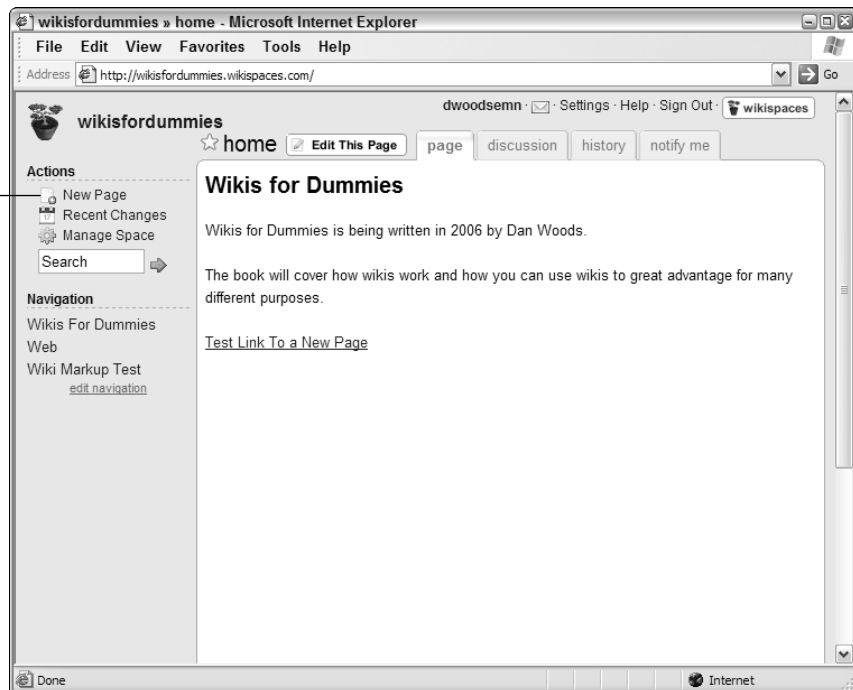 wikisfordummies » home - Microsoft Internet Explorer
File Edit View Favorites Tools Help
Address http://wikisfordummies.wikispaces.com/ Go
dwoodsemn · Settings · Help · Sign Out · wikispaces
wikisfordummies
home Edit This Page page discussion history notify me
Actions
New Page
Recent Changes
17
Manage Space
Search
Navigation
Wikis For Dummies
Web
Wiki Markup Test
edit navigation
Wikis for Dummies
Wikis for Dummies is being written in 2006 by Dan Woods.
The book will cover how wikis work and how you can use wikis to great advantage for many
different purposes.
Test Link To a New Page
Done Internet